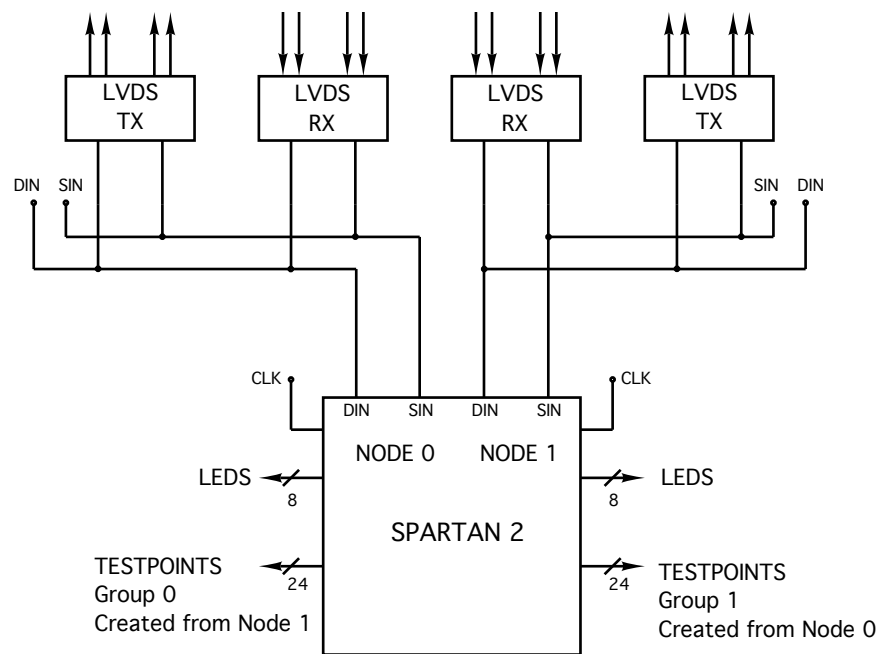 LVDS
TX
LVDS
RX
LVDS
RX
LVDS
TX
DIN SIN
SIN DIN
CLK
CLK
DIN SIN DIN SIN
NODE 0 NODE 1
LEDS
8
8
LEDS
SPARTAN 2
TESTPOINTS
Group 0
Created from Node 1
24
24
TESTPOINTS
Group 1
Created from Node 0